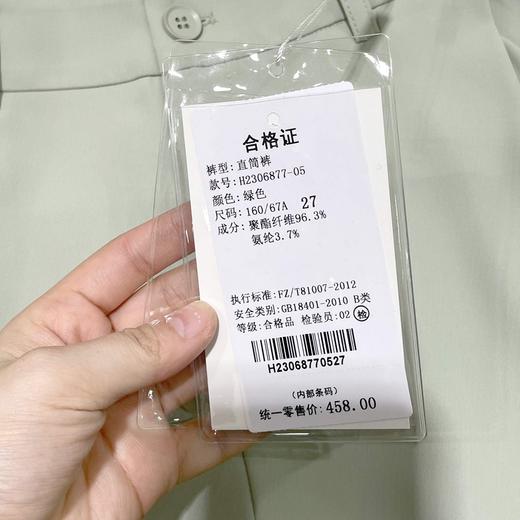 合格证
裤型:直筒裤
款号:H2306877-05
颜色:绿色
尺码:160/67A 27
成分:聚酯纤维96.3%
氨纶3.7%
执行标准:FZ/T81007-2012
安全类别:GB18401-2010 B类
等级:合格品 检验员:02 检
H23068770527
(内部条码)
统一零售价:458.00